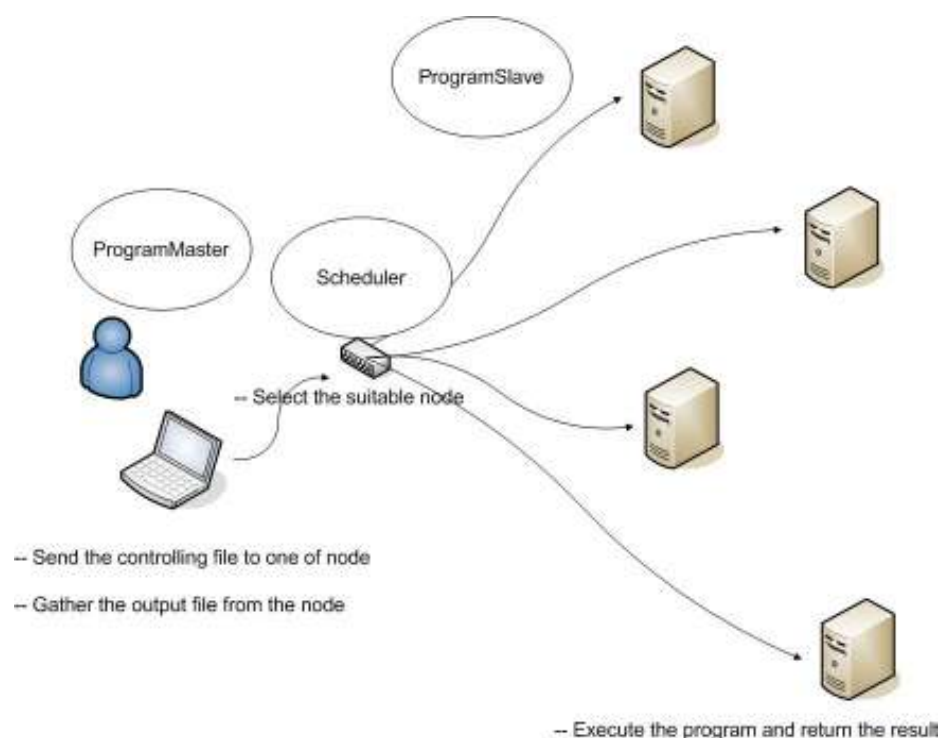 ProgramSlave
ProgramMaster
Scheduler
-- Select the suitable node
-- Send the controlling file to one of node
-- Gather the output file from the node
-- Execute the program and return the result